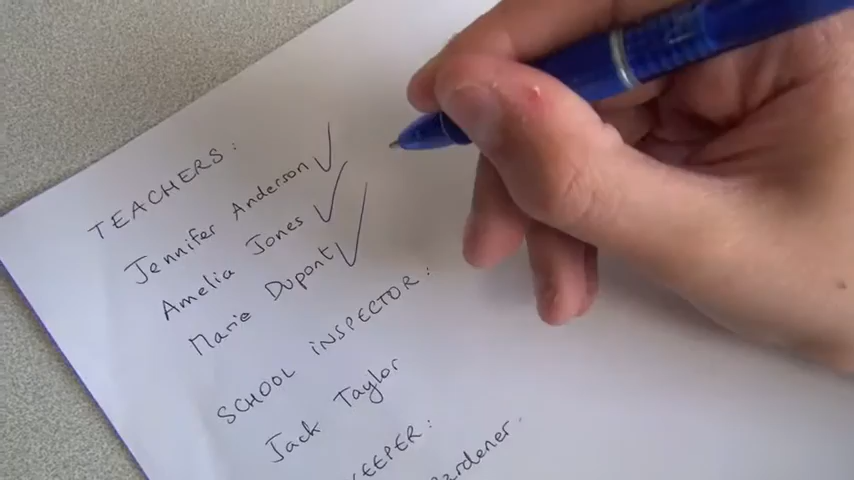 TEACHERS:
Jennifer Anderson
Amelia Jones
Marie Dupont
SCHOOL INSPECTOR:
Jack Taylor